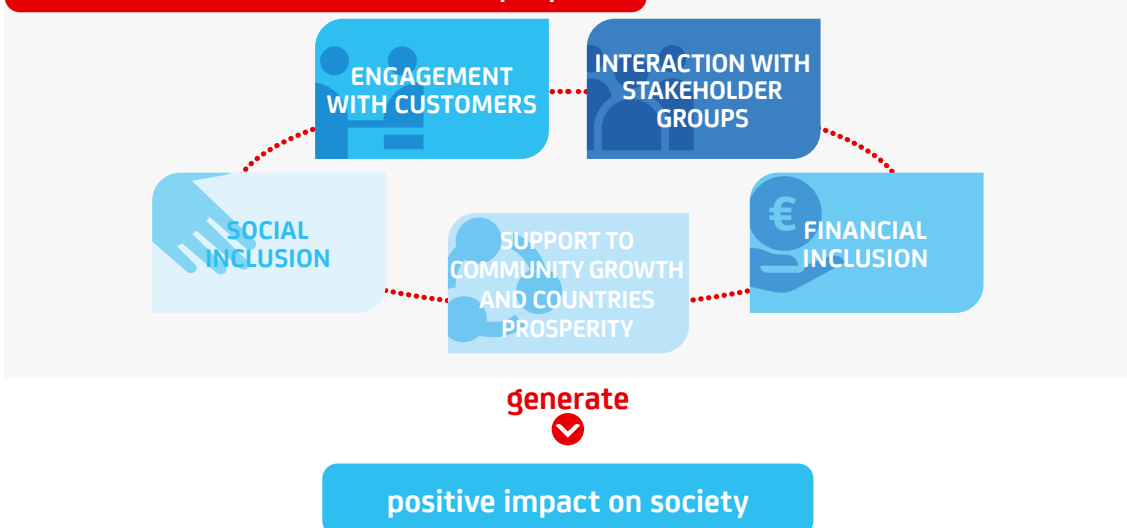 ENGAGEMENT
WITH CUSTOMERS
INTERACTION WITH
STAKEHOLDER
GROUPS
SOCIAL
INCLUSION
SUPPORT TO
COMMUNITY GROWTH
AND COUNTRIES
PROSPERITY
€
FINANCIAL
INCLUSION
generate
positive impact on society